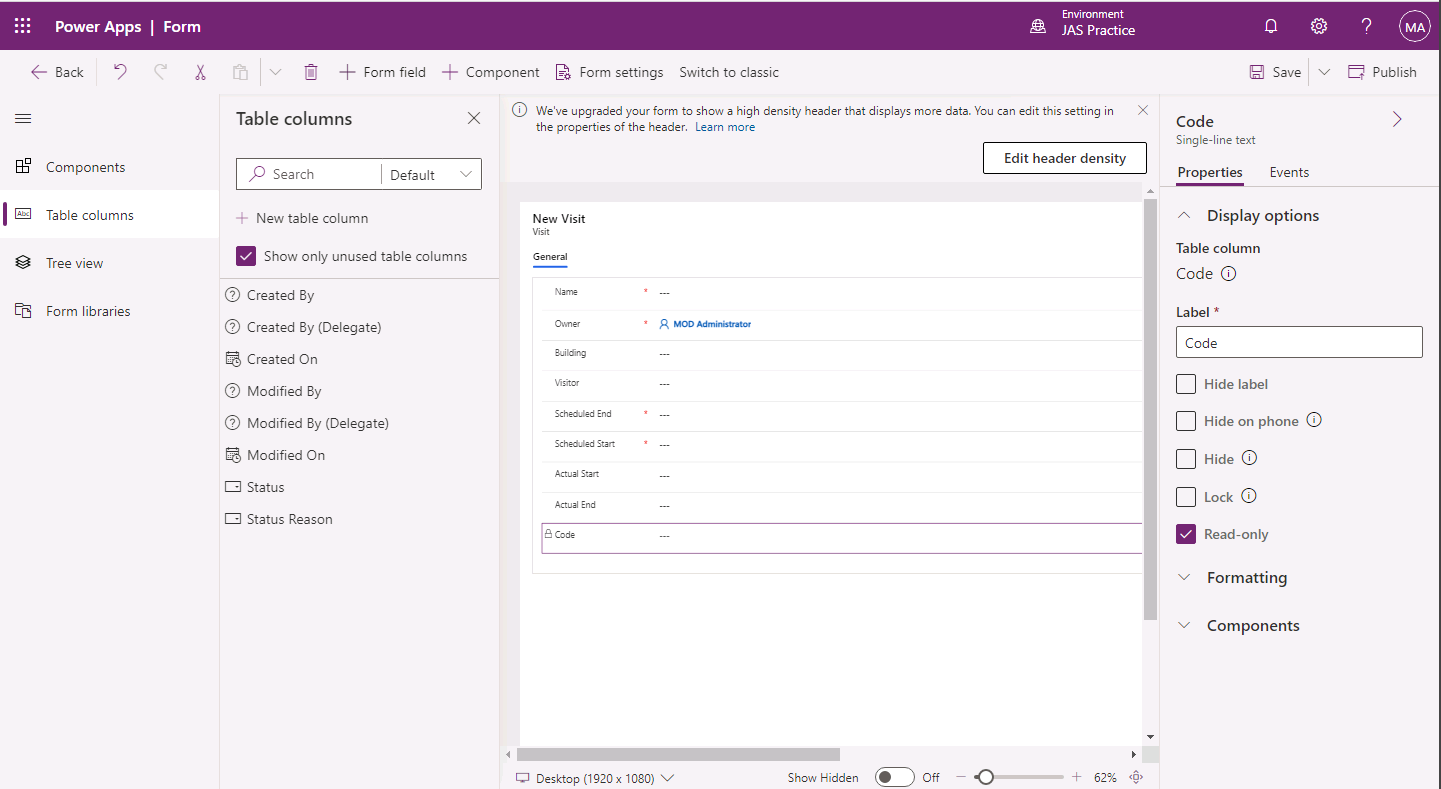 Power Apps | Form
Environment
JAS Practice
MA
Back
Form field
Component
Form settings
Switch to classic
Save
Publish
Components
Table columns
Tree view
Form libraries
Abc
Table columns
Search
Default
New table column
Show only unused table columns
Created By
Created By (Delegate)
Created On
Modified By
Modified By (Delegate)
Modified On
Status
Status Reason
We've upgraded your form to show a high density header that displays more data. You can edit this setting in
the properties of the header. Learn more
Edit header density
New Visit
Visit
General
Name * ---
Owner * MOD Administrator
Building ---
Visitor ---
Scheduled End * ---
Scheduled Start * ---
Actual Start ---
Actual End ---
Code ---
Desktop (1920 x 1080)
Show Hidden
Off
62%
Code
Single-line text
Properties
Events
Display options
Table column
Code
Label *
Code
Hide label
Hide on phone
Hide
Lock
Read-only
Formatting
Components